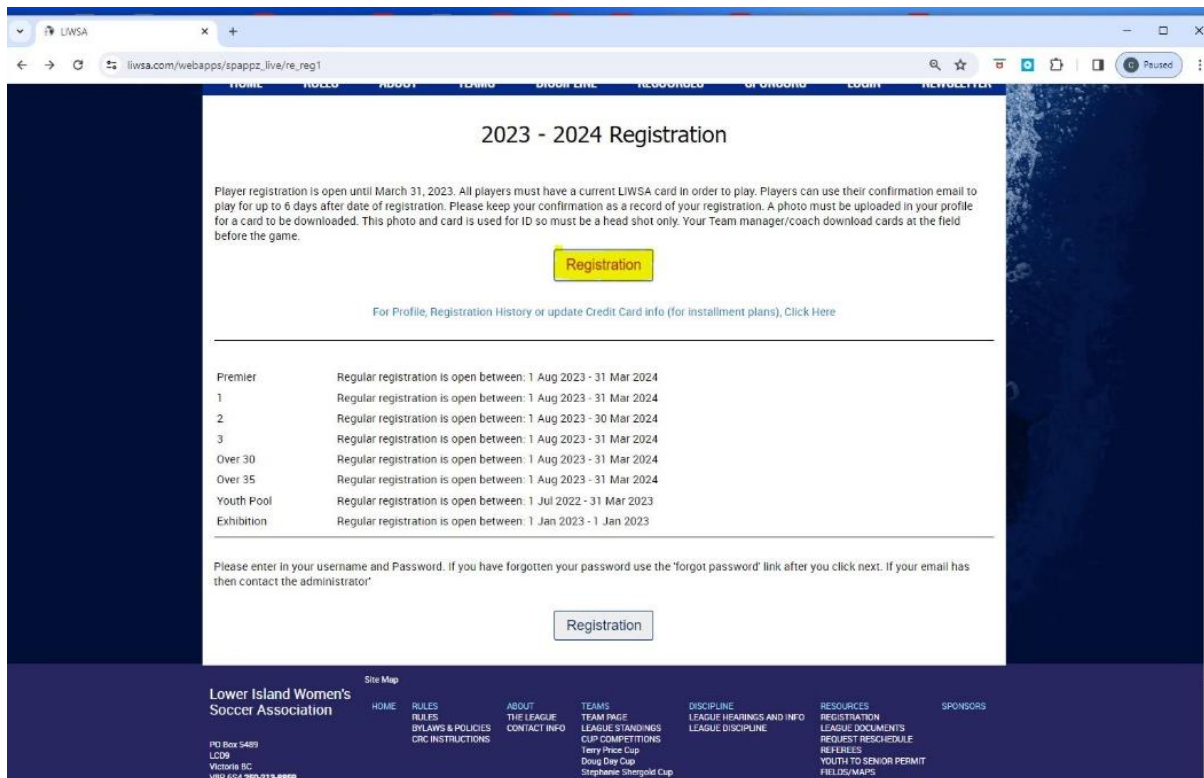 LIWSA
liwsa.com/webapps/spappz_live/re_reg1
Paused
HOME RULES ABOUT TEAMS DISCIPLINE RESOURCES SPONSORS LOGIN NEWSLETTER
2023 - 2024 Registration
Player registration is open until March 31, 2023. All players must have a current LIWSA card in order to play. Players can use their confirmation email to
play for up to 6 days after date of registration. Please keep your confirmation as a record of your registration. A photo must be uploaded in your profile
for a card to be downloaded. This photo and card is used for ID so must be a head shot only. Your Team manager/coach download cards at the field
before the game.
Registration
For Profile, Registration History or update Credit Card info (for installment plans), Click Here
Premier Regular registration is open between: 1 Aug 2023 - 31 Mar 2024
1 Regular registration is open between: 1 Aug 2023 - 31 Mar 2024
2 Regular registration is open between: 1 Aug 2023 - 30 Mar 2024
3 Regular registration is open between: 1 Aug 2023 - 31 Mar 2024
Over 30 Regular registration is open between: 1 Aug 2023 - 31 Mar 2024
Over 35 Regular registration is open between: 1 Aug 2023 - 31 Mar 2024
Youth Pool Regular registration is open between: 1 Jul 2022 - 31 Mar 2023
Exhibition Regular registration is open between: 1 Jan 2023 - 1 Jan 2023
Please enter in your username and Password. If you have forgotten your password use the 'forgot password' link after you click next. If your email has
then contact the administrator'
Registration
Site Map
Lower Island Women's
Soccer Association
HOME RULES ABOUT TEAMS DISCIPLINE RESOURCES SPONSORS
RULES THE LEAGUE TEAM PAGE LEAGUE HEARINGS AND INFO REGISTRATION
BYLAWS & POLICIES CONTACT INFO LEAGUE STANDINGS LEAGUE DISCIPLINE LEAGUE DOCUMENTS
CRC INSTRUCTIONS CUP COMPETITIONS REQUEST RESCHEDULE
PO Box 5489 Terry Price Cup REFEREES
LCD9 Doug Day Cup YOUTH TO SENIOR PERMIT
Victoria BC Stephanie Shergold Cup FIELDS/MAPS